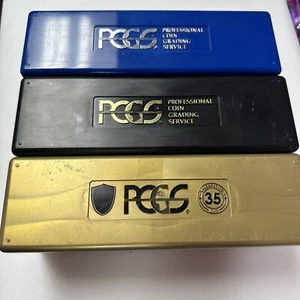 PCGS PROFESSIONAL
COIN
GRADING
SERVICE
PCGS PROFESSIONAL
COIN
GRADING
SERVICE
PCGS
35